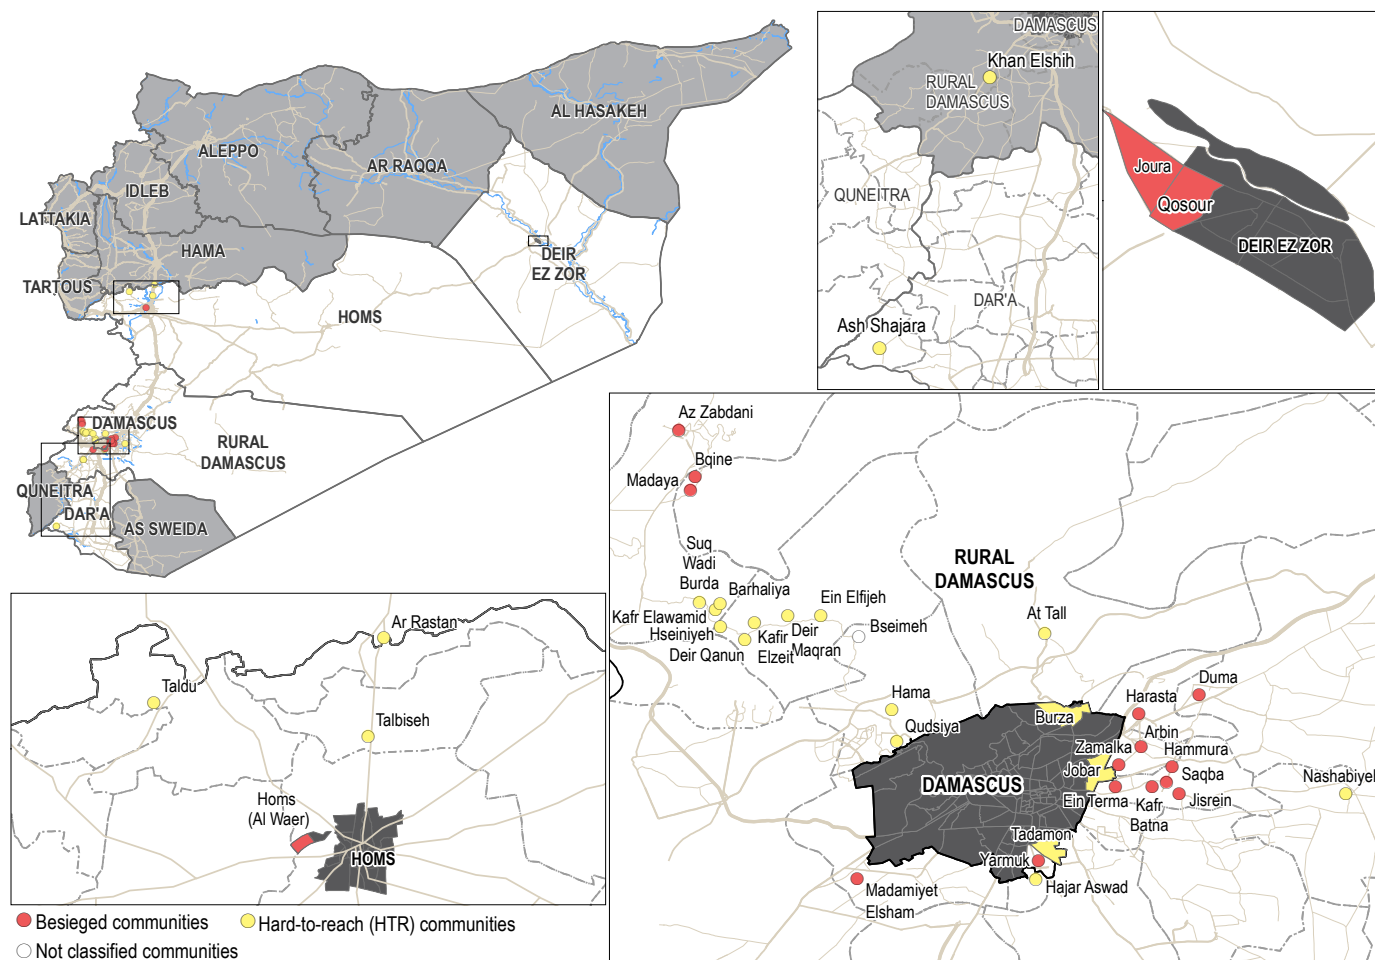 AL HASAKEH
ALEPPO
AR RAQQA
IDLEB
LATTAKIA
HAMA
TARTOUS
DEIR
EZ ZOR
HOMS
DAMASCUS
RURAL
DAMASCUS
QUNEITRA
DAR'A
AS SWEIDA
DAMASCUS
Khan Elshih
RURAL
DAMASCUS
QUNEITRA
DAR'A
Ash Shajara
Joura
Qosour
DEIR EZ ZOR
Ar Rastan
Taldu
Talbiseh
Homs
(Al Waer)
HOMS
Az Zabdani
Bqine
Madaya
Suq
Wadi
Burda
Barhaliya
Ein Elfijeh
Kafr Elawamid
Hseiniyeh
Deir Qanun
Kafir
Elzeit
Deir
Maqran
Bseimeh
RURAL
DAMASCUS
At Tall
Hama
Qudsiya
Burza
Harasta
Duma
Arbin
Zamalka
Hammura
Jobar
Saqba
Nashabiyeh
DAMASCUS
Ein Terma
Kafr
Batna
Jisrein
Tadamon
Yarmuk
Hajar Aswad
Madamiyet
Elsham
Besieged communities
Hard-to-reach (HTR) communities
Not classified communities